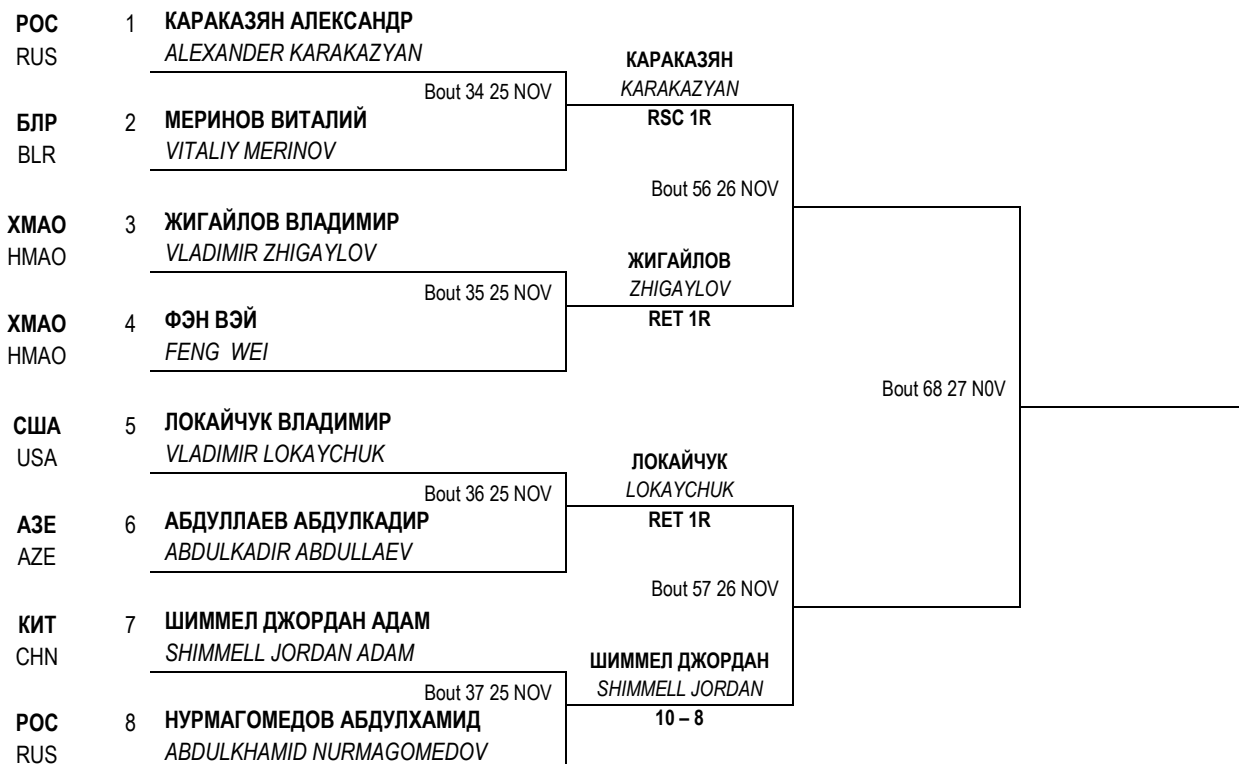 РОС 1 КАРАКАЗЯН АЛЕКСАНДР
RUS ALEXANDER KARAKAZYAN
КАРАКАЗЯН
Bout 34 25 NOV KARAKAZYAN
БЛР 2 МЕРИНОВ ВИТАЛИЙ RSC 1R
BLR VITALIY MERINOV
Bout 56 26 NOV
ХМАО 3 ЖИГАЙЛОВ ВЛАДИМИР
HMAO VLADIMIR ZHIGAYLOV
ЖИГАЙЛОВ
Bout 35 25 NOV ZHIGAYLOV
ХМАО 4 ФЭН ВЭЙ RET 1R
HMAO FENG WEI
Bout 68 27 N0V
США 5 ЛОКАЙЧУК ВЛАДИМИР
USA VLADIMIR LOKAYCHUK
ЛОКАЙЧУК
Bout 36 25 NOV LOKAYCHUK
АЗЕ 6 АБДУЛЛАЕВ АБДУЛКАДИР RET 1R
AZE ABDULKADIR ABDULLAEV
Bout 57 26 NOV
КИТ 7 ШИММЕЛ ДЖОРДАН АДАМ
CHN SHIMMELL JORDAN ADAM
ШИММЕЛ ДЖОРДАН
Bout 37 25 NOV SHIMMELL JORDAN
РОС 8 НУРМАГОМЕДОВ АБДУЛХАМИД 10 – 8
RUS ABDULKHAMID NURMAGOMEDOV